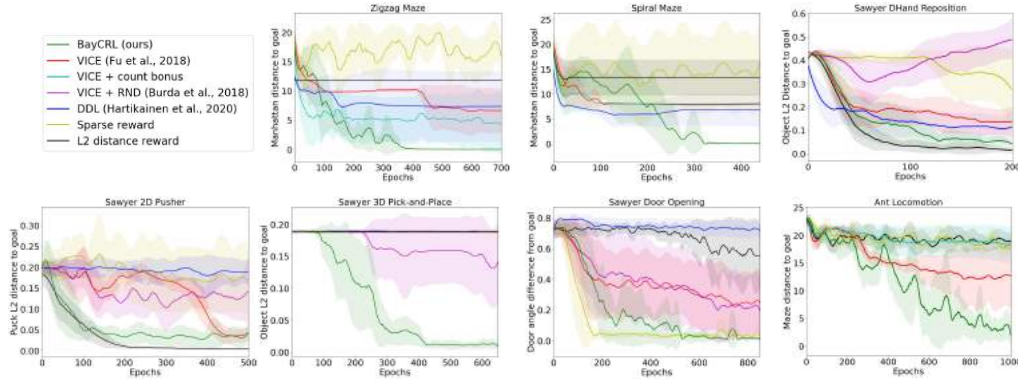 BayCRL (ours)
VICE (Fu et al., 2018)
VICE + count bonus
VICE + RND (Burda et al., 2018)
DDL (Hartikainen et al., 2020)
Sparse reward
L2 distance reward
Zigzag Maze
Manhattan distance to goal
20
15
10
5
0
0 100 200 300 400 500 600 700
Epochs
Spiral Maze
Manhattan distance to goal
25
20
15
10
5
0
0 100 200 300 400
Epochs
Sawyer DHand Reposition
Object L2 Distance to goal
0.6
0.4
0.3
0.2
0.1
0.0
0 100 200
Epochs
Sawyer 2D Pusher
Puck L2 distance to goal
0.30
0.25
0.20
0.15
0.10
0.05
0.00
0 100 200 300 400 500
Epochs
Sawyer 3D Pick-and-Place
Object L2 distance to goal
0.20
0.15
0.10
0.05
0.00
0 100 200 300 400 500 600
Epochs
Sawyer Door Opening
Door angle difference from goal
0.8
0.6
0.4
0.2
0.0
0 200 400 600 800
Epochs
Ant Locomotion
Maze distance to goal
25
20
15
10
5
0
0 200 400 600 800 1000
Epochs